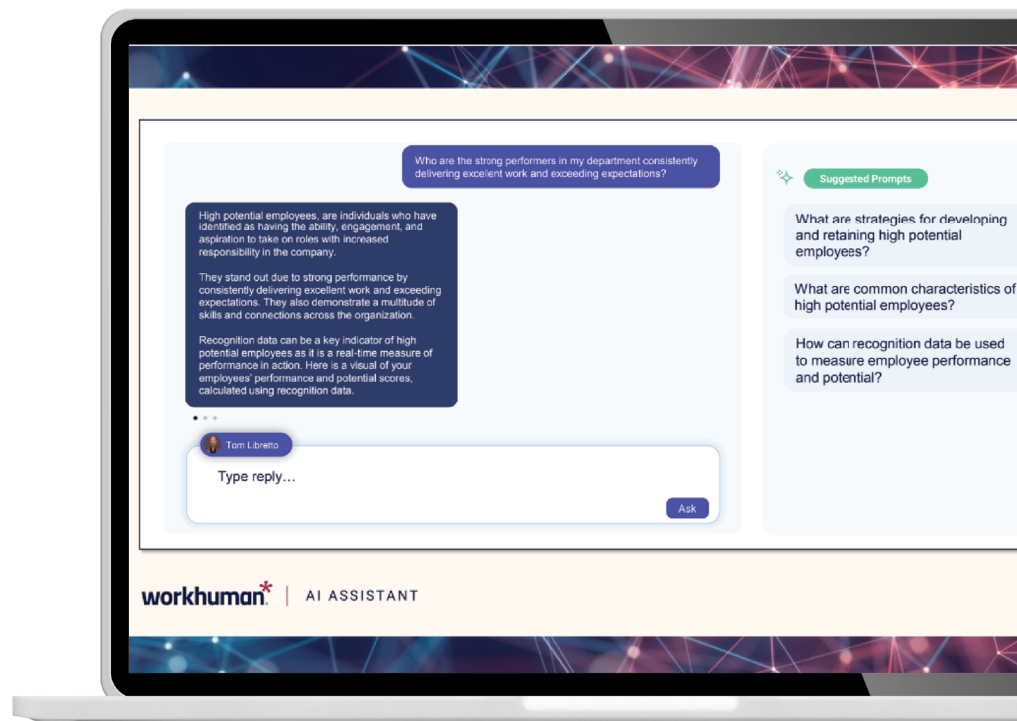 Who are the strong performers in my department consistently
delivering excellent work and exceeding expectations?
High potential employees, are individuals who have
identified as having the ability, engagement, and
aspiration to take on roles with increased
responsibility in the company.
They stand out due to strong performance by
consistently delivering excellent work and exceeding
expectations. They also demonstrate a multitude of
skills and connections across the organization.
Recognition data can be a key indicator of high
potential employees as it is a real-time measure of
performance in action. Here is a visual of your
employees' performance and potential scores,
calculated using recognition data.
Tom Libretto
Type reply...
Ask
Suggested Prompts
What are strategies for developing
and retaining high potential
employees?
What are common characteristics of
high potential employees?
How can recognition data be used
to measure employee performance
and potential?
workhuman* | AI ASSISTANT